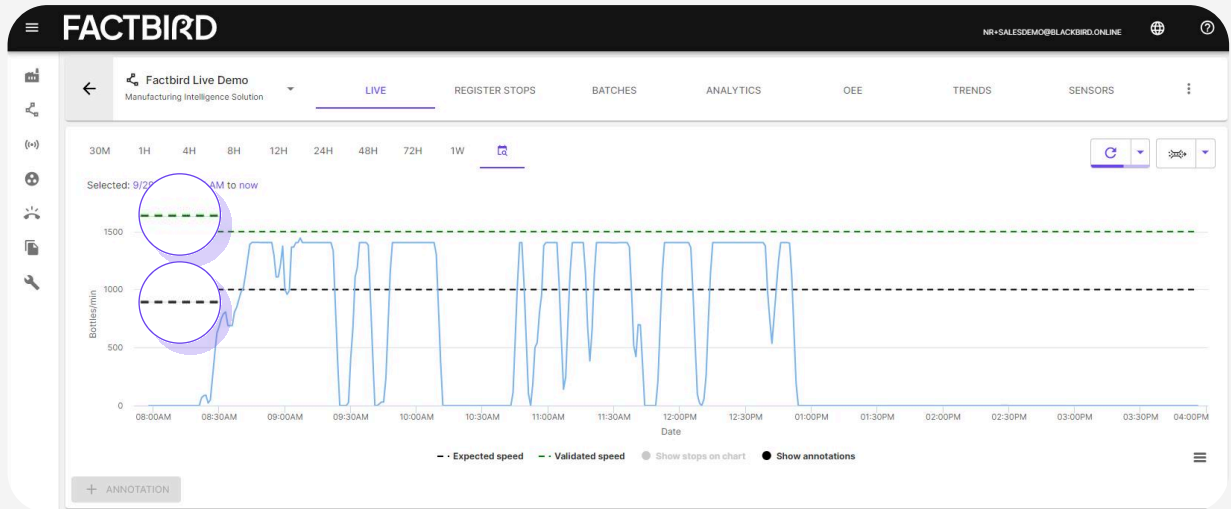 FACTBIRD
NR+SALESDEMO@BLACKBIRD.ONLINE
Factbird Live Demo
Manufacturing Intelligence Solution
LIVE
REGISTER STOPS
BATCHES
ANALYTICS
OEE
TRENDS
SENSORS
30M 1H 4H 8H 12H 24H 48H 72H 1W
Selected: 9/29 AM to now
1500
1000
500
0
Bottles/min
08:00AM 08:30AM 09:00AM 09:30AM 10:00AM 10:30AM 11:00AM 11:30AM 12:00PM 12:30PM 01:00PM 01:30PM 02:00PM 02:30PM 03:00PM 03:30PM 04:00PM
Date
Expected speed Validated speed Show stops on chart Show annotations
+ ANNOTATION